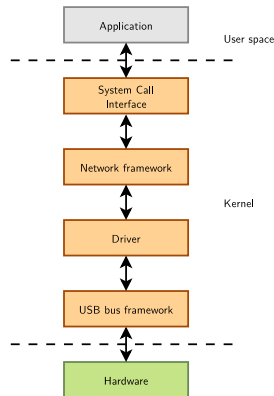 Application
User space
System Call
Interface
Network framework
Kernel
Driver
USB bus framework
Hardware